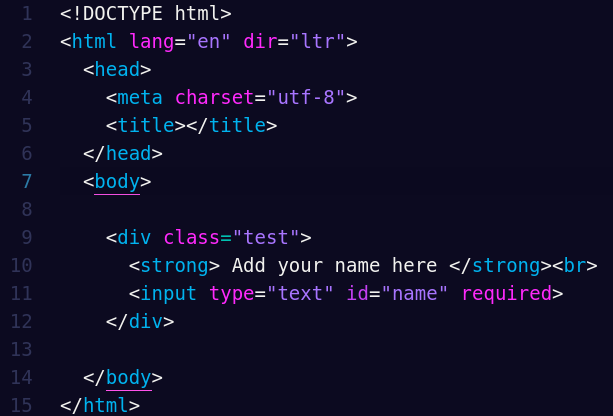 1 <!DOCTYPE html>
2 <html lang="en" dir="ltr">
3   <head>
4     <meta charset="utf-8">
5     <title></title>
6   </head>
7   <body>
8
9     <div class="test">
10      <strong> Add your name here </strong><br>
11      <input type="text" id="name" required>
12    </div>
13
14  </body>
15 </html>